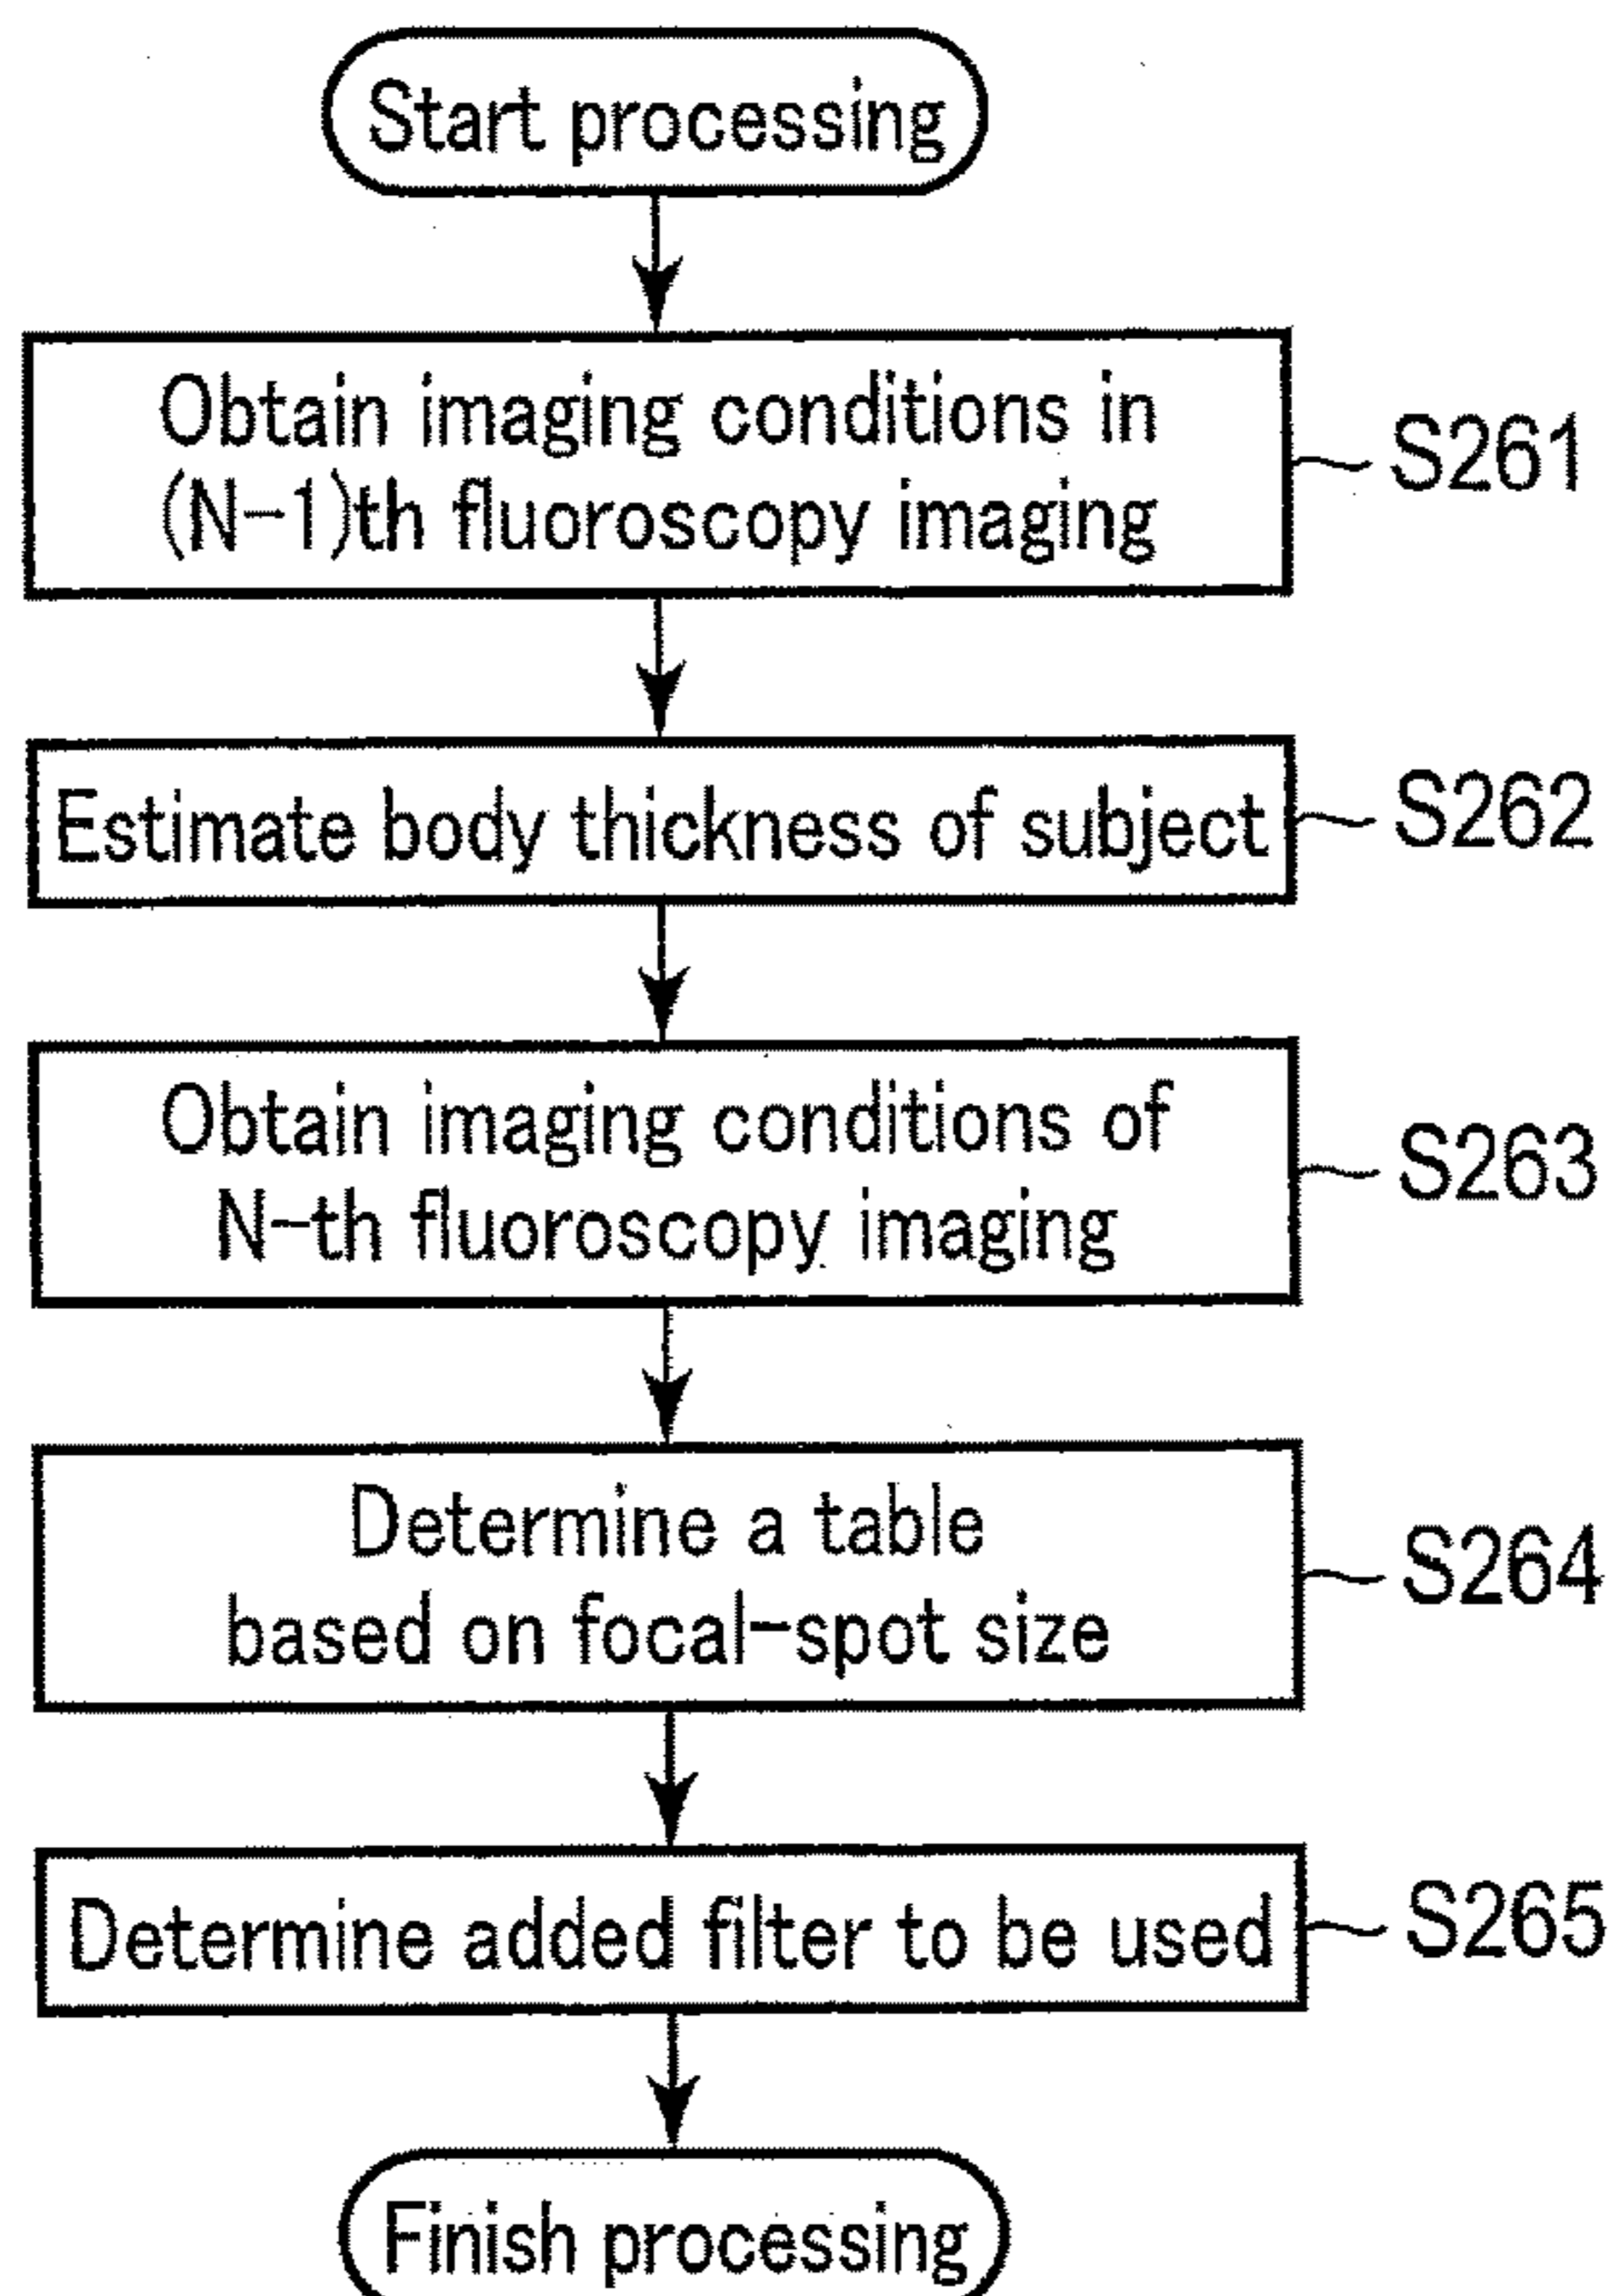 Start processing
Obtain imaging conditions in
(N-1)th fluoroscopy imaging
S261
Estimate body thickness of subject
S262
Obtain imaging conditions of
N-th fluoroscopy imaging
S263
Determine a table
based on focal-spot size
S264
Determine added filter to be used
S265
Finish processing